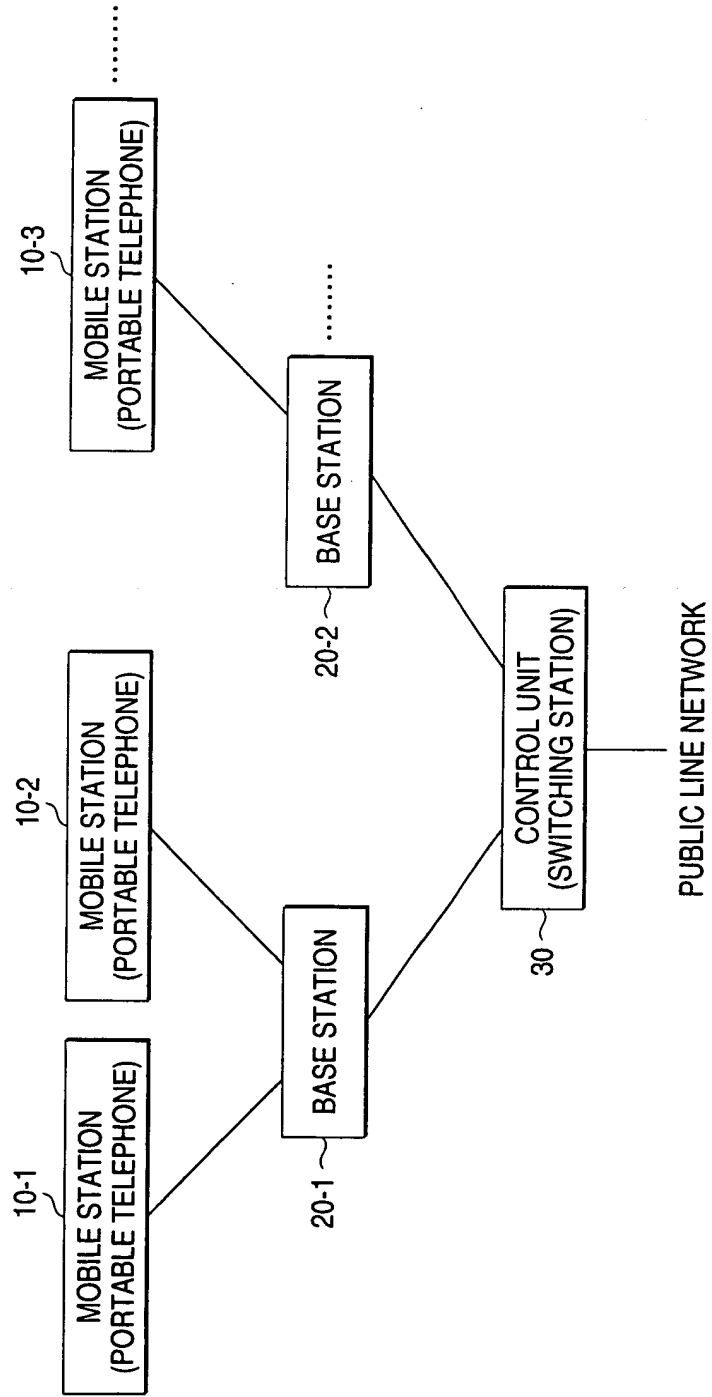 10-1
MOBILE STATION
(PORTABLE TELEPHONE)
10-2
MOBILE STATION
(PORTABLE TELEPHONE)
10-3
MOBILE STATION
(PORTABLE TELEPHONE)
........
20-1
BASE STATION
20-2
BASE STATION
........
30
CONTROL UNIT
(SWITCHING STATION)
PUBLIC LINE NETWORK